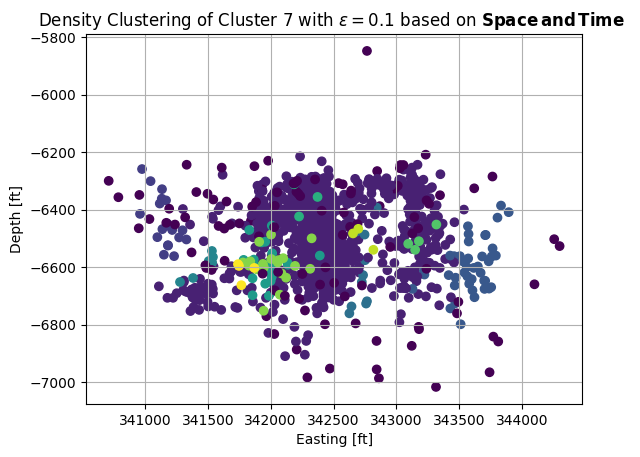 Density Clustering of Cluster 7 with ε = 0.1 based on Space and Time
−5800
−6000
−6200
−6400
−6600
−6800
−7000
Depth [ft]
341000 341500 342000 342500 343000 343500 344000
Easting [ft]